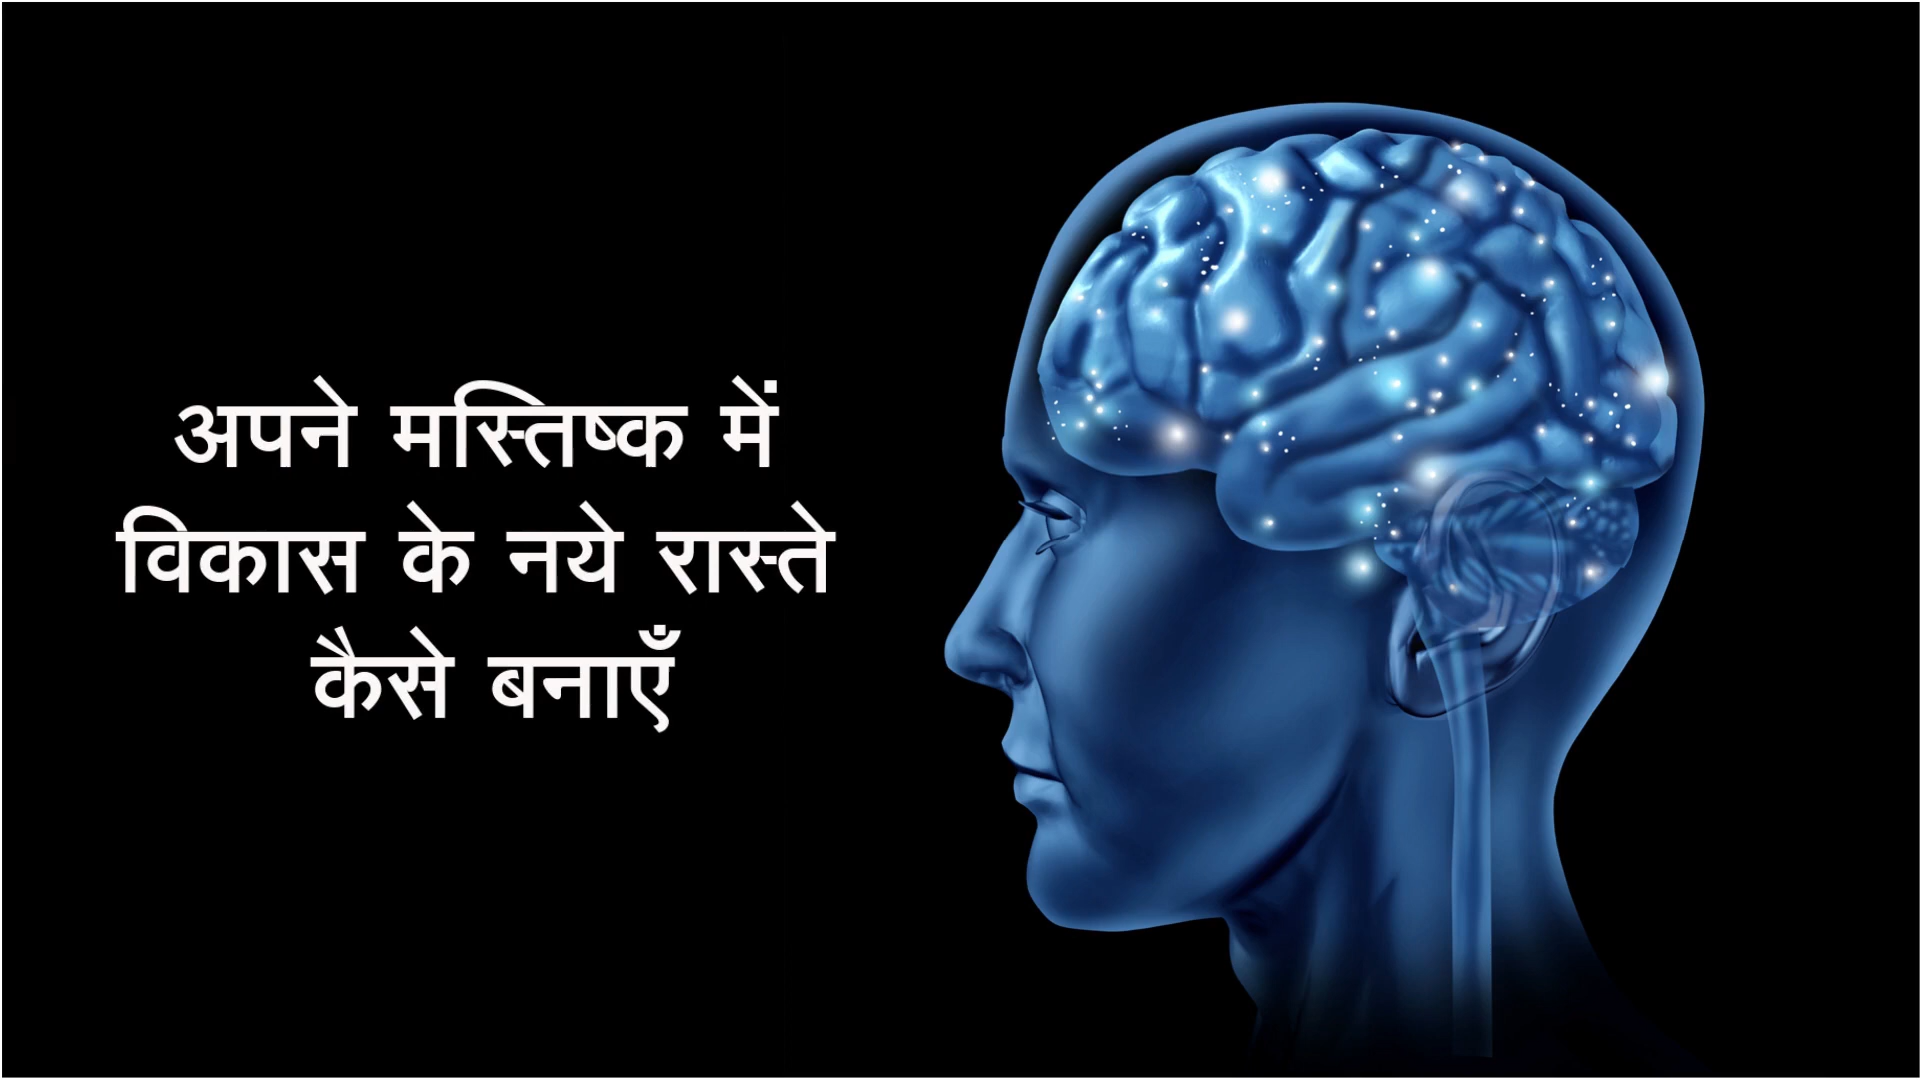 अपने मस्तिष्क में
विकास के नये रास्ते
कैसे बनाएँ